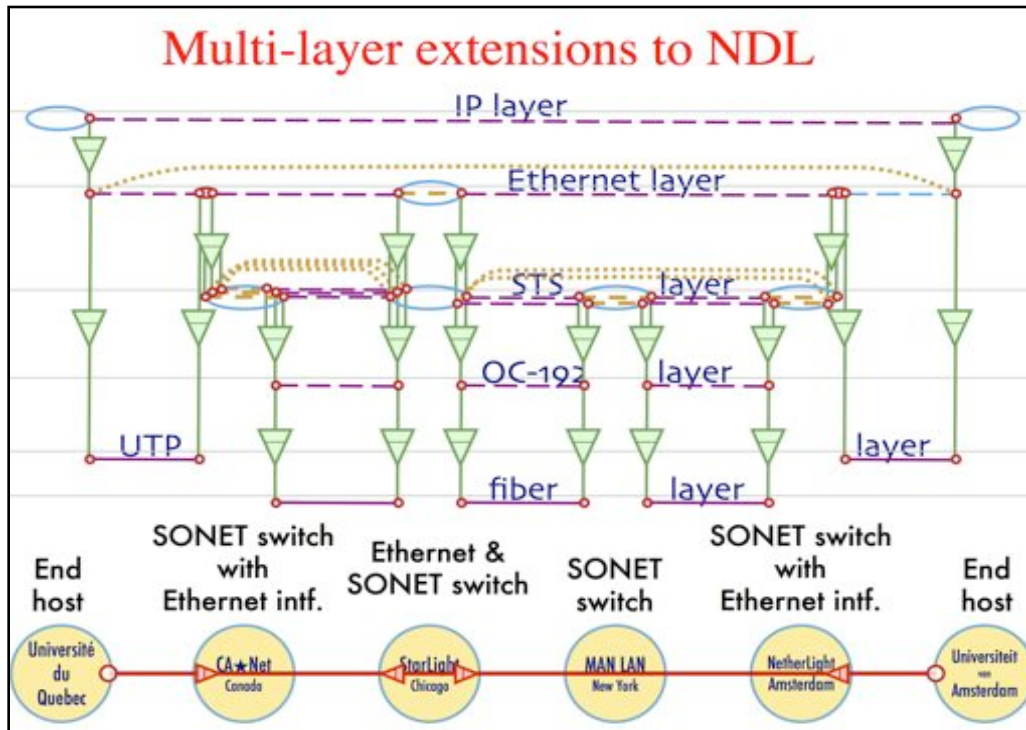 Multi-layer extensions to NDL
IP layer
Ethernet layer
STS layer
OC-192 layer
UTP layer
fiber layer
End
host
SONET switch
with
Ethernet intf.
Ethernet &
SONET switch
SONET
switch
SONET switch
with
Ethernet intf.
End
host
Université
du
Quebec
CA★Net
Canada
StarLight
Chicago
MAN LAN
New York
NetherLight
Amsterdam
Universiteit
van
Amsterdam